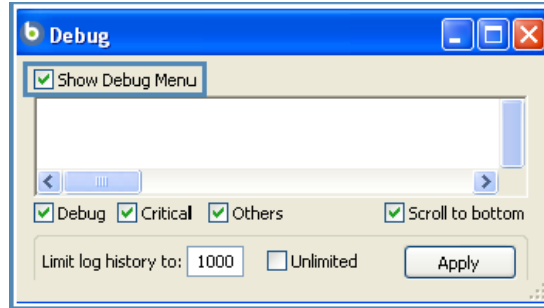 Debug
Show Debug Menu
Debug Critical Others Scroll to bottom
Limit log history to: 1000 Unlimited Apply